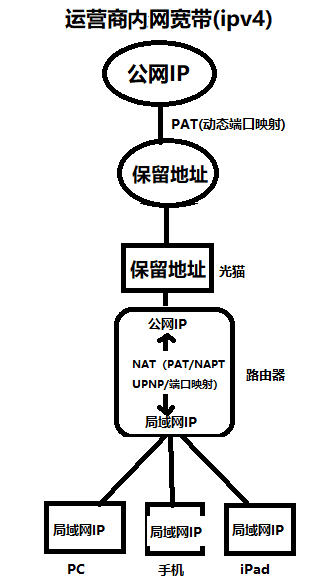 运营商内网宽带(ipv4)
公网IP
PAT(动态端口映射)
保留地址
保留地址
光猫
公网IP
NAT（PAT/NAPT
UPNP/端口映射)
路由器
局域网IP
局域网IP
局域网IP
局域网IP
PC
手机
iPad